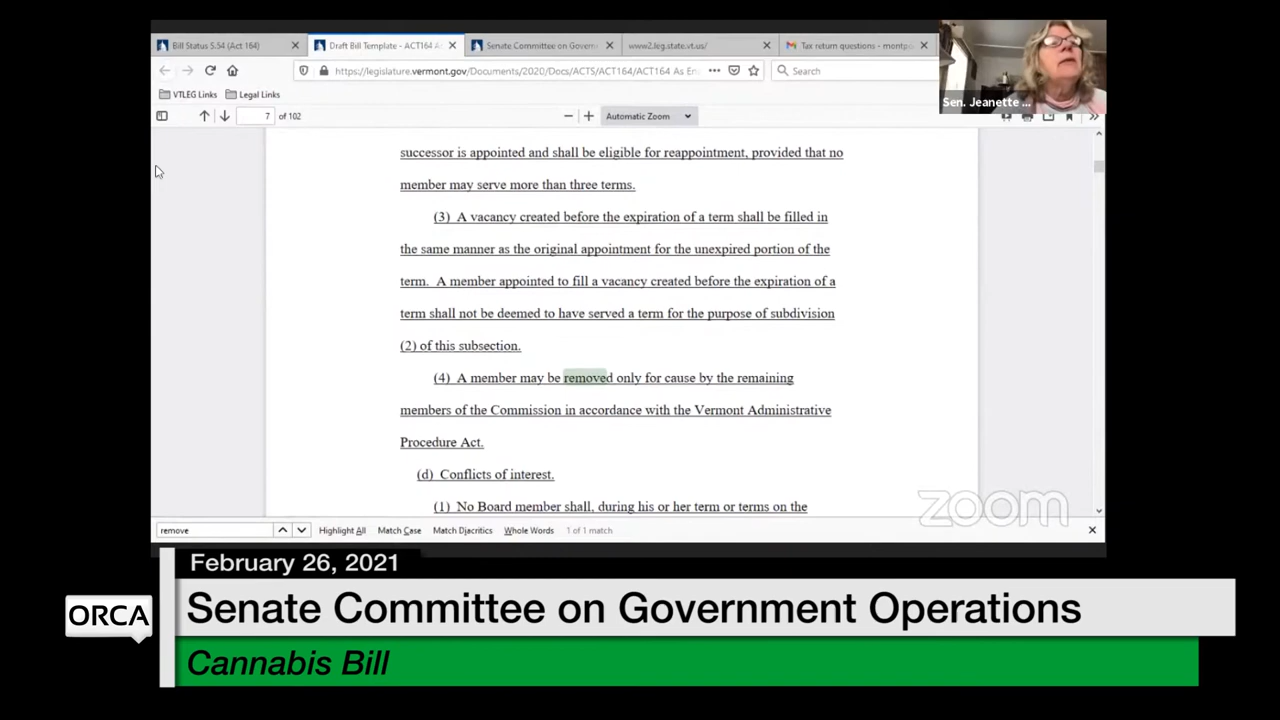 Bill Status S.54 (Act 164)
Draft Bill Template - ACT164 As
Senate Committee on Governm
www2.leg.state.vt.us/
Tax return questions - montp
https://legislature.vermont.gov/Documents/2020/Docs/ACTS/ACT164/ACT164 As En
Search
VTLEG Links
Legal Links
Sen. Jeanette ...
7 of 102
Automatic Zoom
successor is appointed and shall be eligible for reappointment, provided that no
member may serve more than three terms.
(3) A vacancy created before the expiration of a term shall be filled in
the same manner as the original appointment for the unexpired portion of the
term. A member appointed to fill a vacancy created before the expiration of a
term shall not be deemed to have served a term for the purpose of subdivision
(2) of this subsection.
(4) A member may be removed only for cause by the remaining
members of the Commission in accordance with the Vermont Administrative
Procedure Act.
(d) Conflicts of interest.
(1) No Board member shall, during his or her term or terms on the
zoom
remove
Highlight All Match Case Match Diacritics Whole Words 1 of 1 match
February 26, 2021
ORCA
Senate Committee on Government Operations
Cannabis Bill